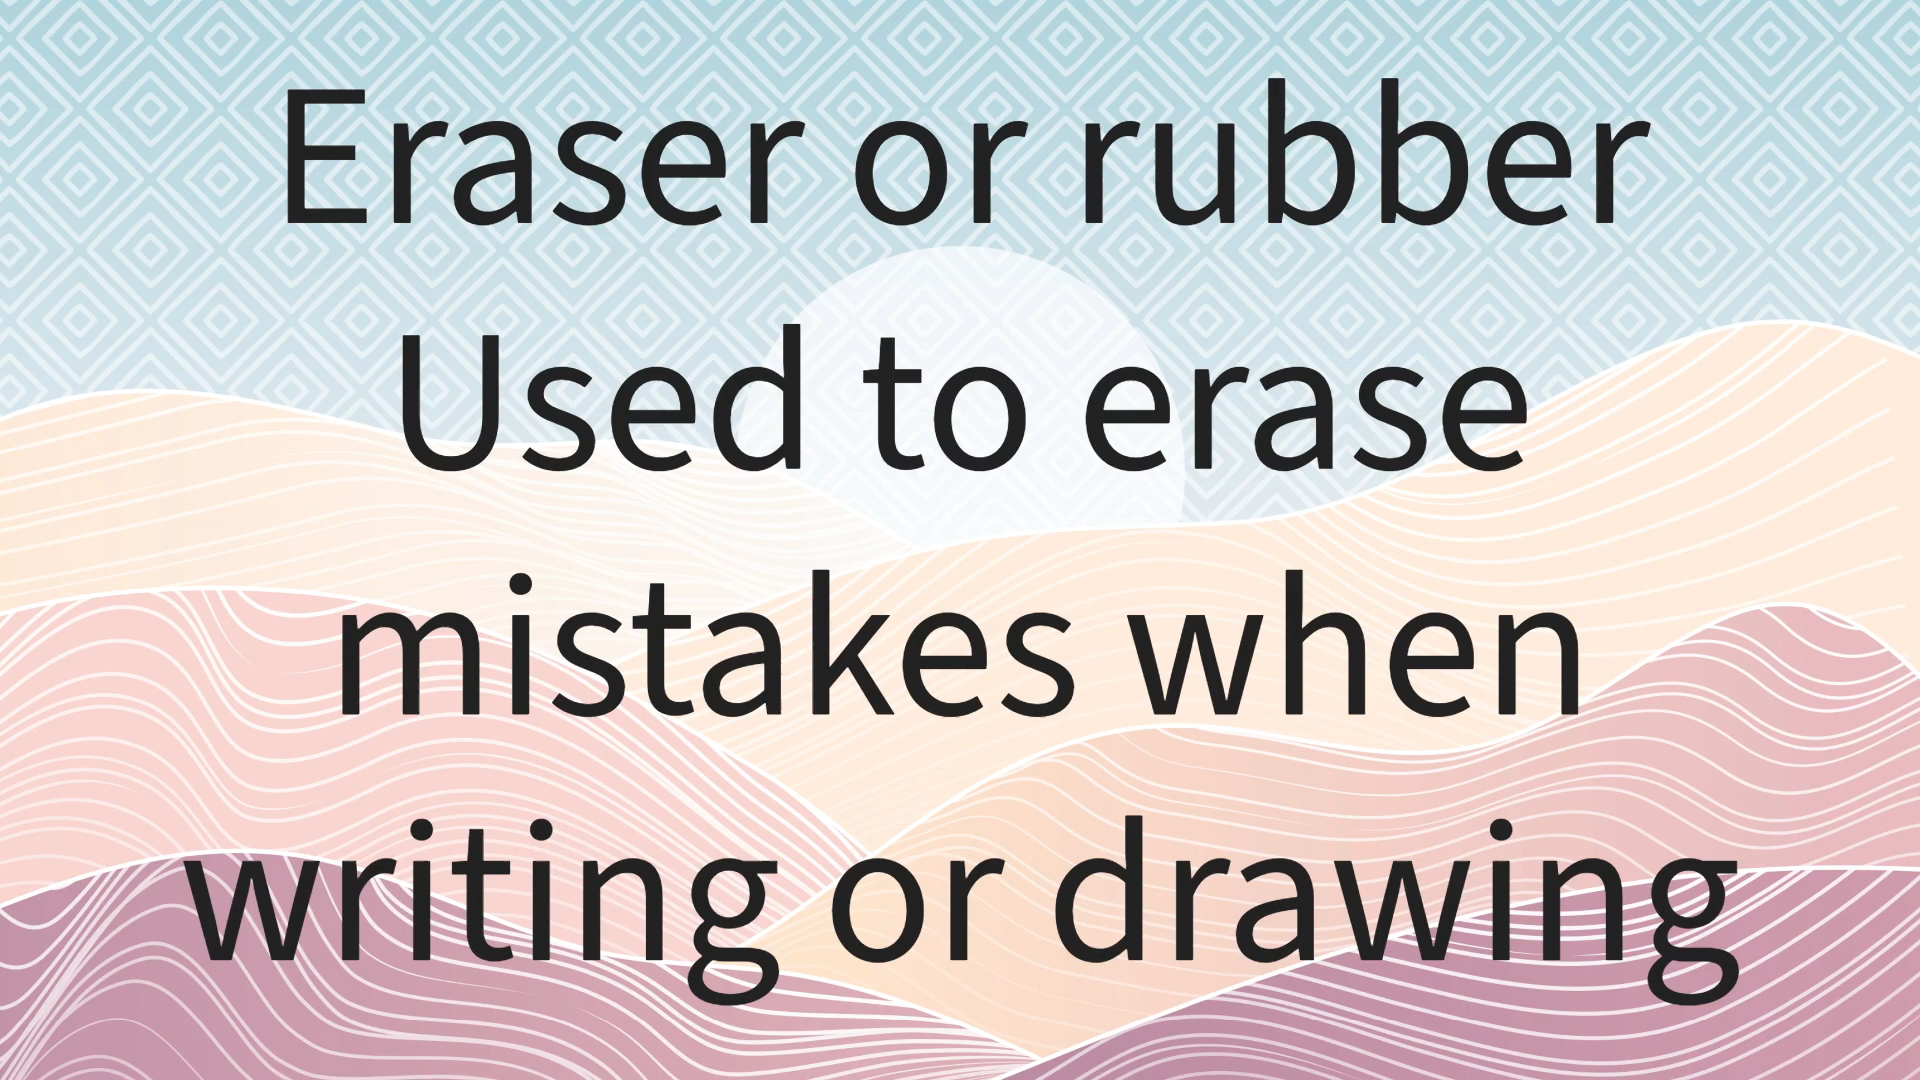 Eraser or rubber
Used to erase
mistakes when
writing or drawing